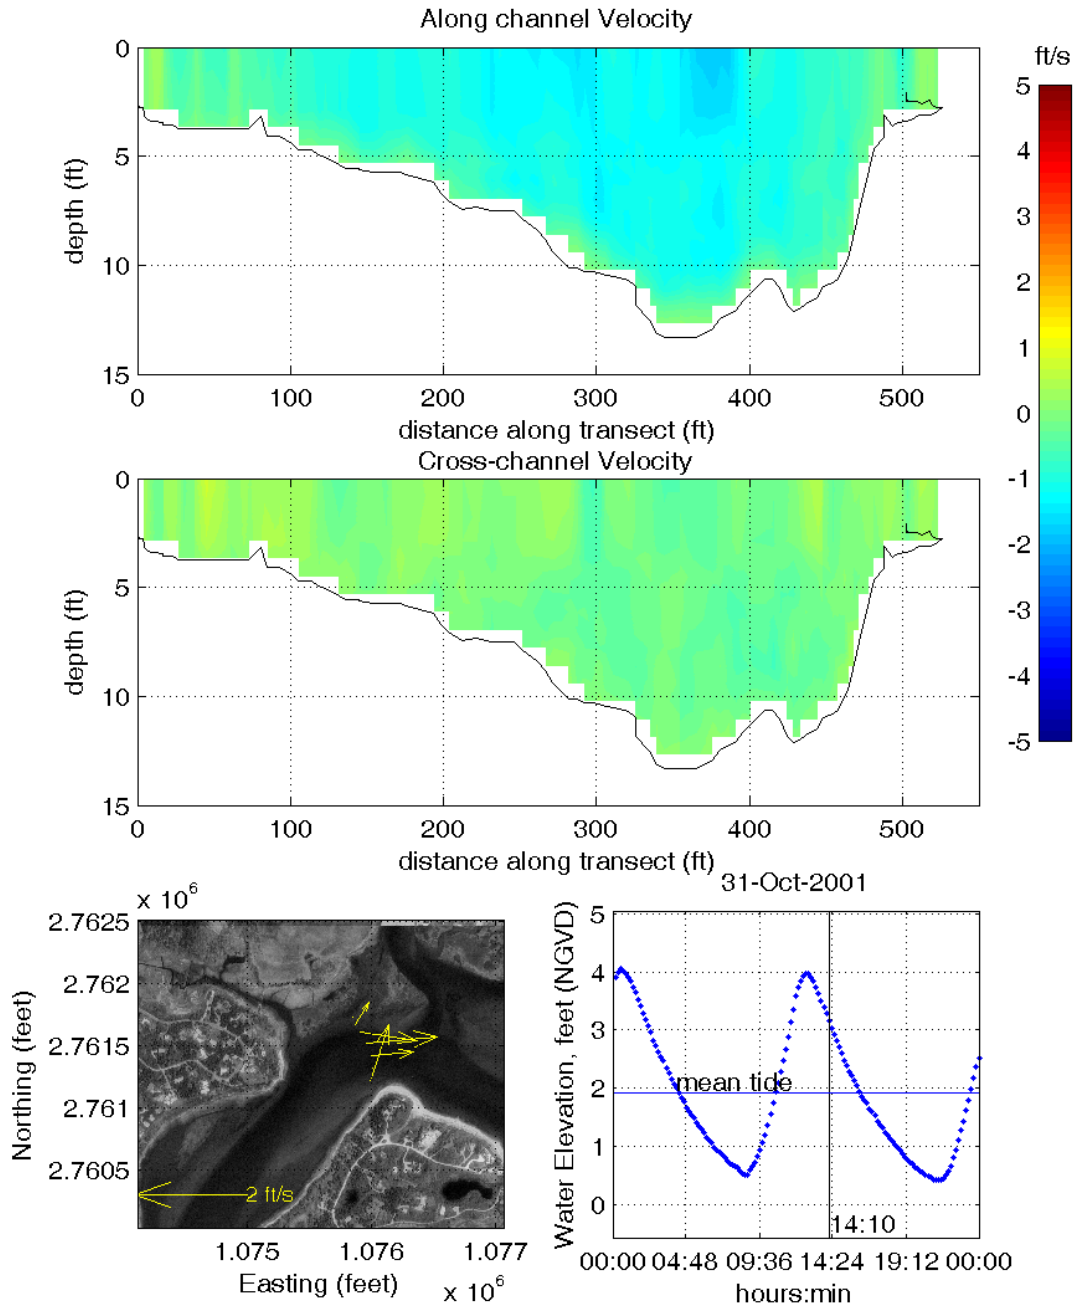 Along channel Velocity
ft/s
0
5
10
15
depth (ft)
0 100 200 300 400 500
distance along transect (ft)
5
4
3
2
1
0
-1
-2
-3
-4
-5
Cross-channel Velocity
0
5
10
15
depth (ft)
0 100 200 300 400 500
distance along transect (ft)
x 10^6
2.7625
2.762
2.7615
2.761
2.7605
Northing (feet)
2 ft/s
1.075 1.076 1.077
Easting (feet)
x 10^6
31-Oct-2001
5
4
3
2
1
0
Water Elevation, feet (NGVD)
mean tide
14:10
00:00 04:48 09:36 14:24 19:12 00:00
hours:min